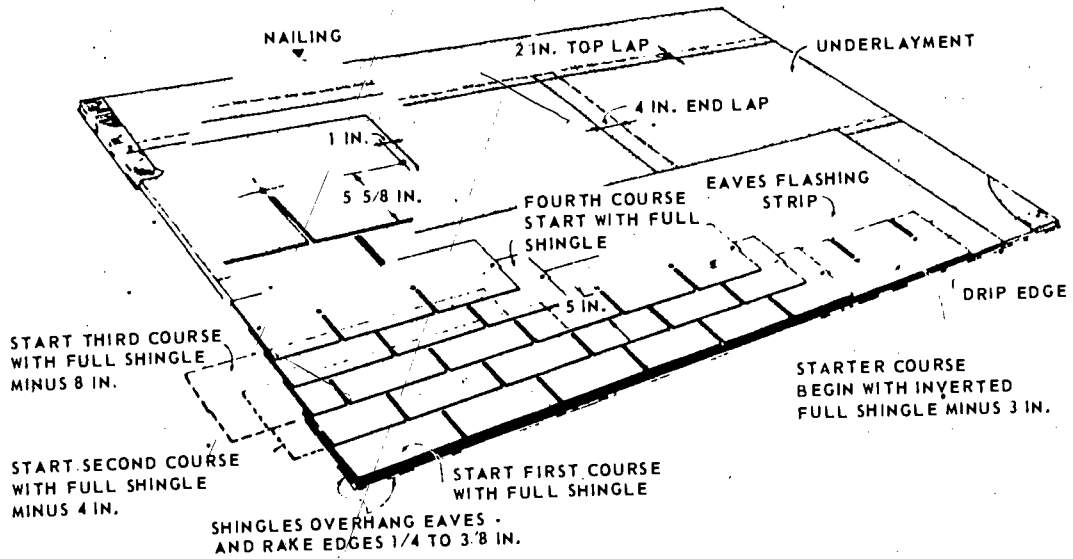 NAILING
2 IN. TOP LAP
UNDERLAYMENT
4 IN. END LAP
1 IN.
5 5/8 IN.
FOURTH COURSE
START WITH FULL
SHINGLE
EAVES FLASHING
STRIP
5 IN.
DRIP EDGE
START THIRD COURSE
WITH FULL SHINGLE
MINUS 8 IN.
STARTER COURSE
BEGIN WITH INVERTED
FULL SHINGLE MINUS 3 IN.
START SECOND COURSE
WITH FULL SHINGLE
MINUS 4 IN.
START FIRST COURSE
WITH FULL SHINGLE
SHINGLES OVERHANG EAVES
AND RAKE EDGES 1/4 TO 3/8 IN.